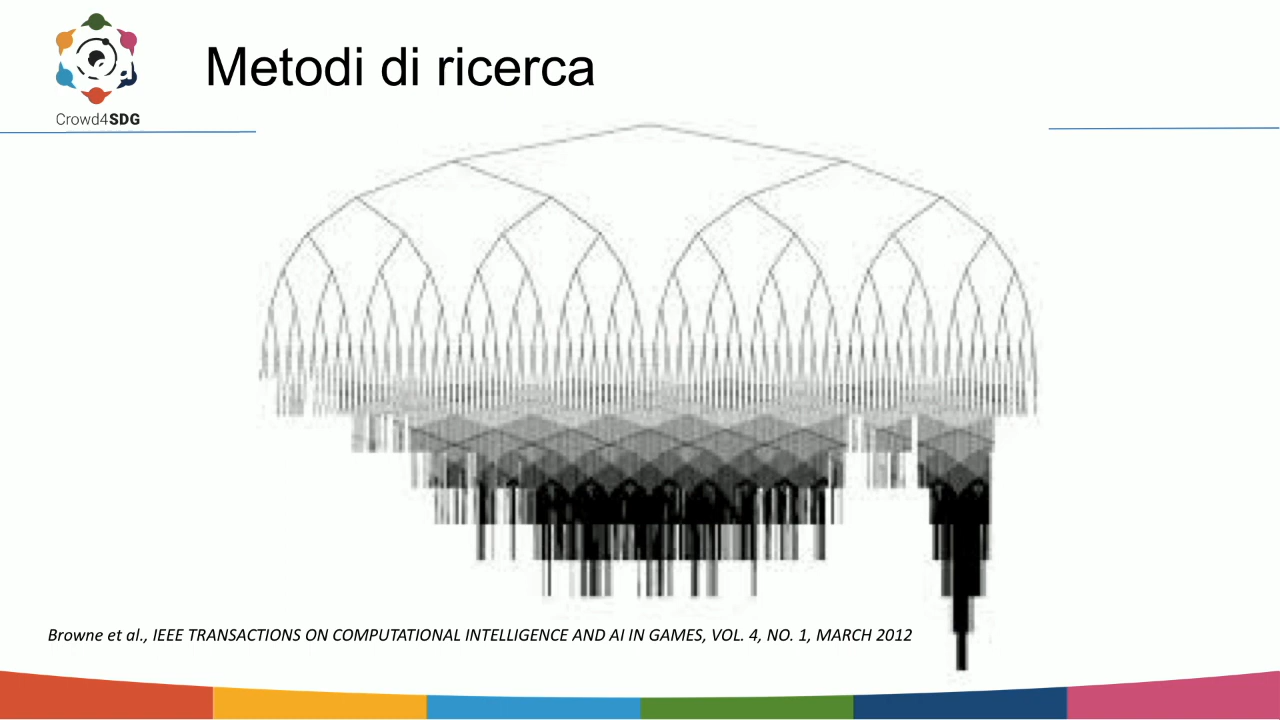 Crowd4SDG
Metodi di ricerca
Browne et al., IEEE TRANSACTIONS ON COMPUTATIONAL INTELLIGENCE AND AI IN GAMES, VOL. 4, NO. 1, MARCH 2012